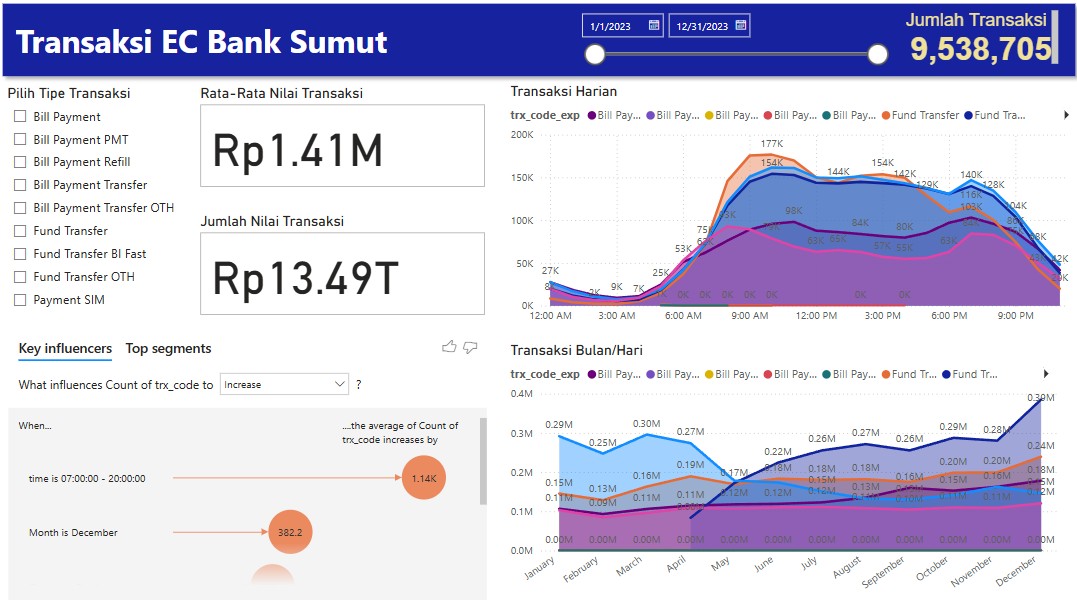 Transaksi EC Bank Sumut
1/1/2023
12/31/2023
Jumlah Transaksi
9,538,705
Pilih Tipe Transaksi
Bill Payment
Bill Payment PMT
Bill Payment Refill
Bill Payment Transfer
Bill Payment Transfer OTH
Fund Transfer
Fund Transfer BI Fast
Fund Transfer OTH
Payment SIM
Rata-Rata Nilai Transaksi
Rp1.41M
Jumlah Nilai Transaksi
Rp13.49T
Key influencers Top segments
What influences Count of trx_code to Increase ?
When...
....the average of Count of
trx_code increases by
time is 07:00:00 - 20:00:00 1.14K
Month is December 382.2
Transaksi Harian
trx_code_exp Bill Pay... Bill Pay... Bill Pay... Bill Pay... Bill Pay... Fund Transfer Fund Tra...
200K
177K
154K 144K 154K 142K 129K 140K 128K
150K
116K
103K 104K
100K
98K 84K 80K
75K
53K 63K 65K 57K 55K 63K
50K
27K 9K 7K 25K
0K 0K 0K 0K 0K 0K 0K
0K
12:00 AM 3:00 AM 6:00 AM 9:00 AM 12:00 PM 3:00 PM 6:00 PM 9:00 PM
Transaksi Bulan/Hari
trx_code_exp Bill Pay... Bill Pay... Bill Pay... Bill Pay... Bill Pay... Fund Tr... Fund Tr...
0.4M
0.39M
0.3M
0.29M 0.25M 0.30M 0.27M 0.22M 0.26M 0.27M 0.26M 0.29M 0.28M 0.24M
0.2M
0.15M 0.13M 0.16M 0.19M 0.17M 0.18M 0.18M 0.18M 0.16M 0.20M 0.20M 0.18M
0.15M 0.15M 0.16M
0.1M
0.11M 0.09M 0.11M 0.11M 0.12M 0.12M 0.11M 0.11M 0.12M
0.0M
0.00M 0.00M 0.00M 0.00M 0.00M 0.00M 0.00M 0.00M 0.00M 0.00M 0.00M 0.00M
January February March April May June July August September October November December